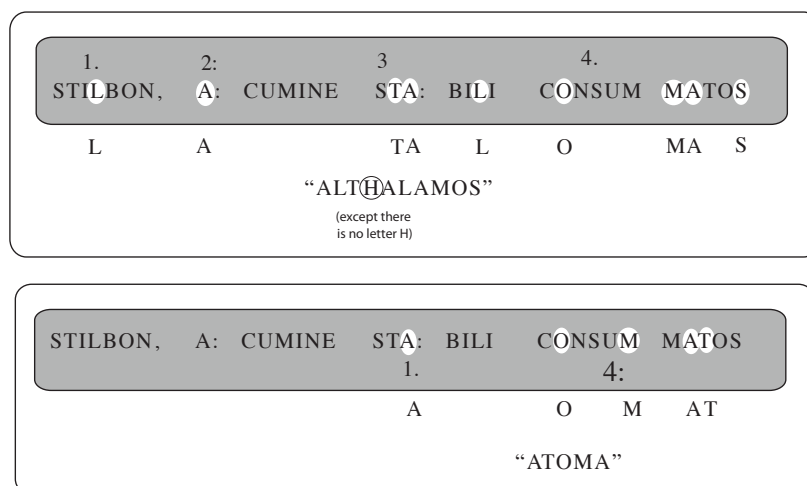 1. 2: 3 4.
STILBON, A: CUMINE STA: BILI CONSUM MATOS
L A TA L O MA S
“ALTHALAMOS”
(except there
is no letter H)
STILBON, A: CUMINE STA: BILI CONSUM MATOS
1. 4:
A O M AT
“ATOMA”